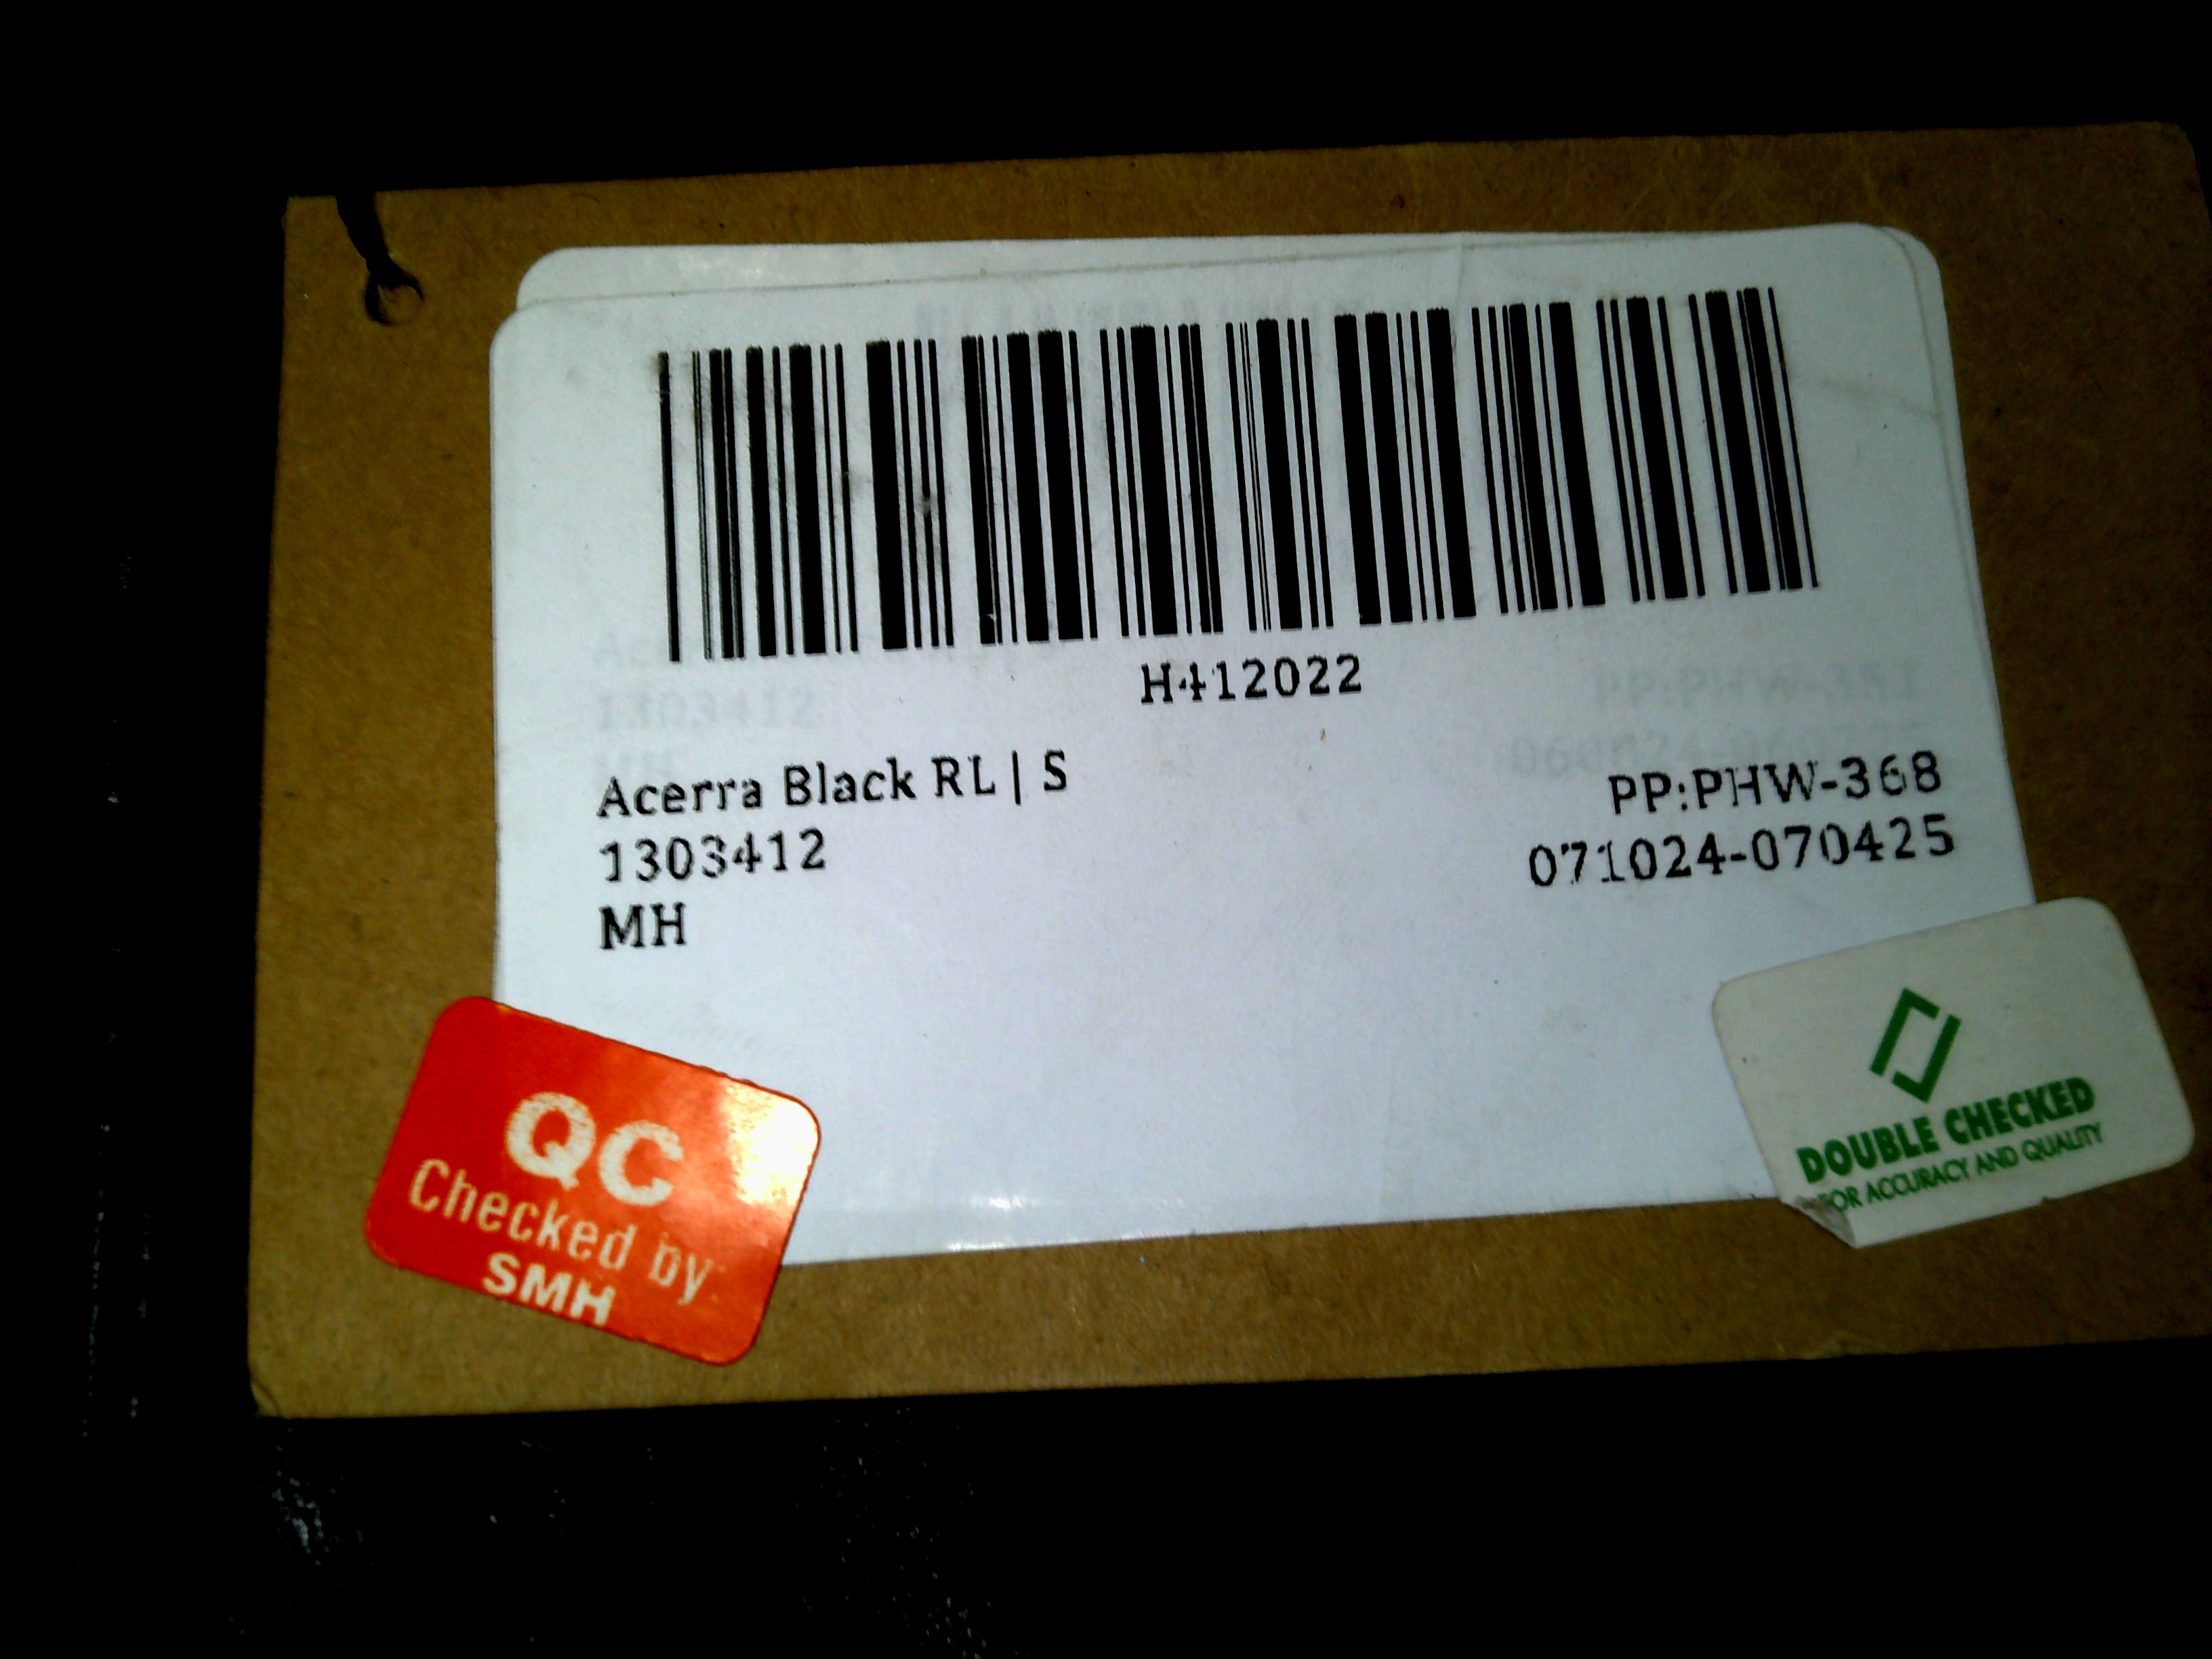 H412022
Acerra Black RL | S
1303412
MH
PP:PHW-368
071024-070425
QC
Checked by
SMH
DOUBLE CHECKED
FOR ACCURACY AND QUALITY